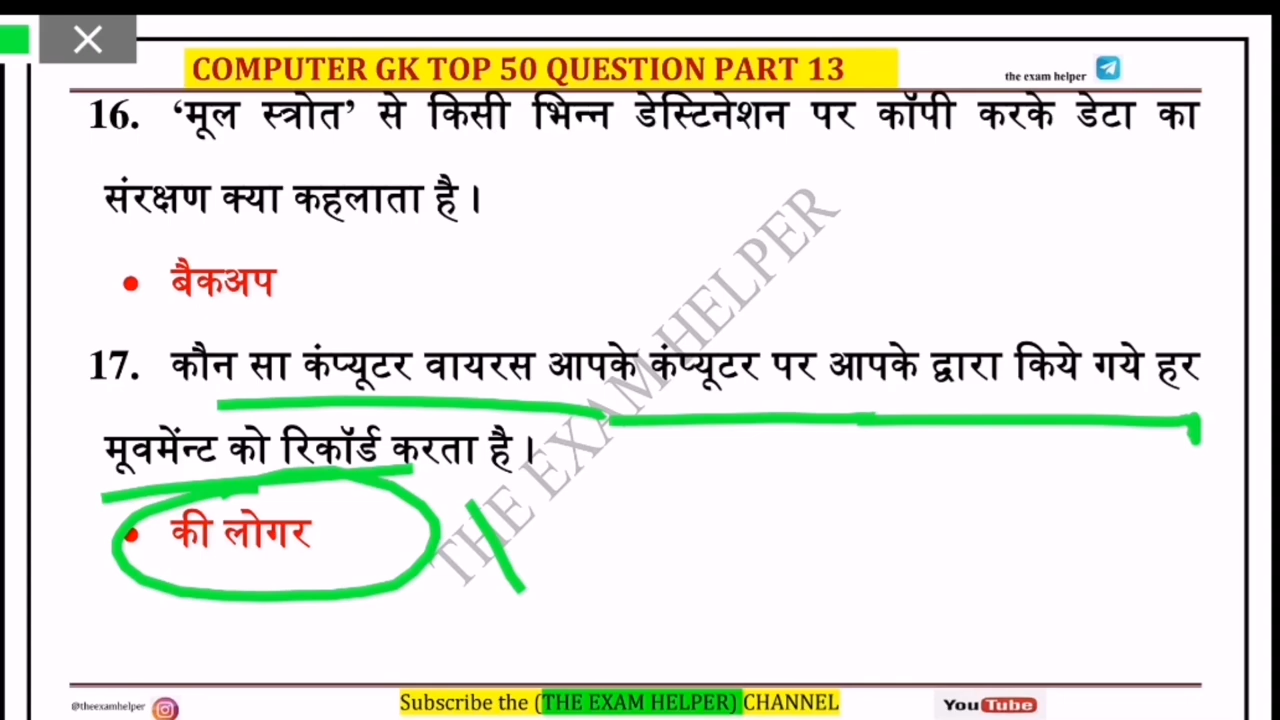 COMPUTER GK TOP 50 QUESTION PART 13
the exam helper
16. ‘मूल स्त्रोत’ से किसी भिन्न डेस्टिनेशन पर कॉपी करके डेटा का
संरक्षण क्या कहलाता है।
• बैकअप
17. कौन सा कंप्यूटर वायरस आपके कंप्यूटर पर आपके द्वारा किये गये हर
मूवमेंन्ट को रिकॉर्ड करता है।
• की लोगर
THE EXAM HELPER
@theexamhelper
Subscribe the (THE EXAM HELPER) CHANNEL
YouTube